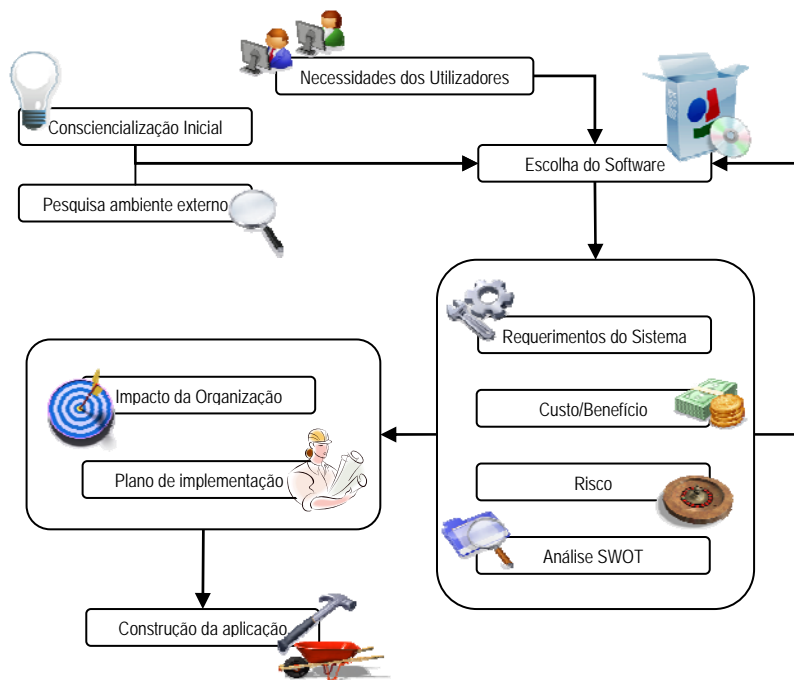 Necessidades dos Utilizadores
Consciencialização Inicial
Escolha do Software
Pesquisa ambiente externo
Requerimentos do Sistema
Impacto da Organização
Custo/Benefício
Plano de implementação
Risco
Análise SWOT
Construção da aplicação